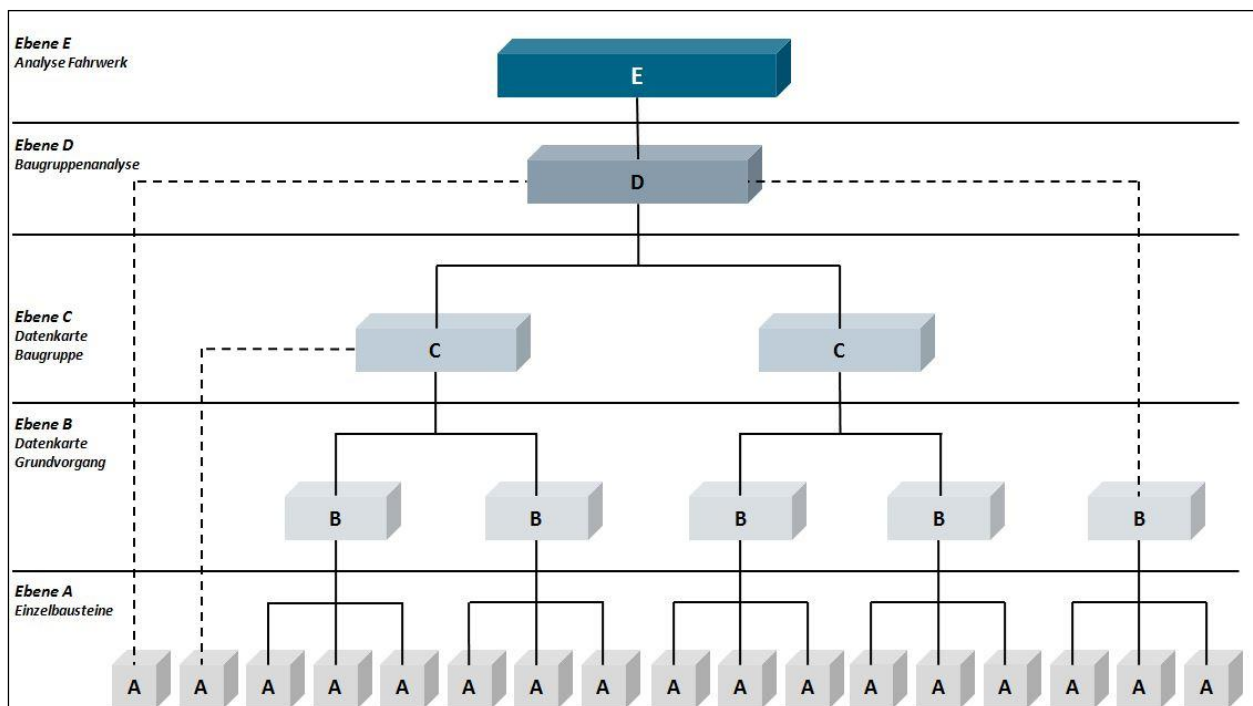 Ebene E
Analyse Fahrwerk
E
Ebene D
Baugruppenanalyse
D
Ebene C
Datenkarte
Baugruppe
C C
Ebene B
Datenkarte
Grundvorgang
B B B B B
Ebene A
Einzelbausteine
A A A A A A A A A A A A A A A A A